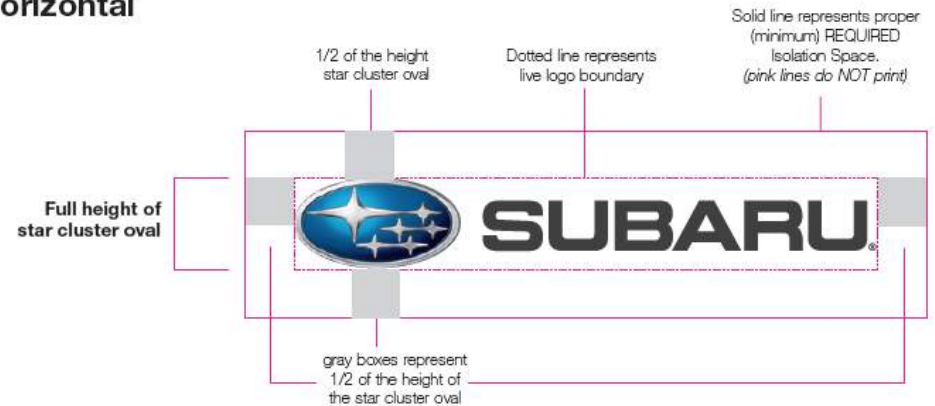 orizontal
Solid line represents proper
(minimum) REQUIRED
Isolation Space.
(pink lines do NOT print)
1/2 of the height
star cluster oval
Dotted line represents
live logo boundary
Full height of
star cluster oval
SUBARU®
gray boxes represent
1/2 of the height of
the star cluster oval